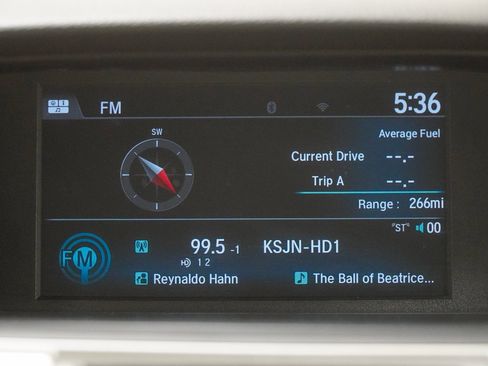 FM
5:36
SW
Average Fuel
Current Drive --.-
Trip A --.-
Range : 266mi
"ST" 00
FM 99.5 -1 KSJN-HD1
HD 1 2
Reynaldo Hahn The Ball of Beatrice...